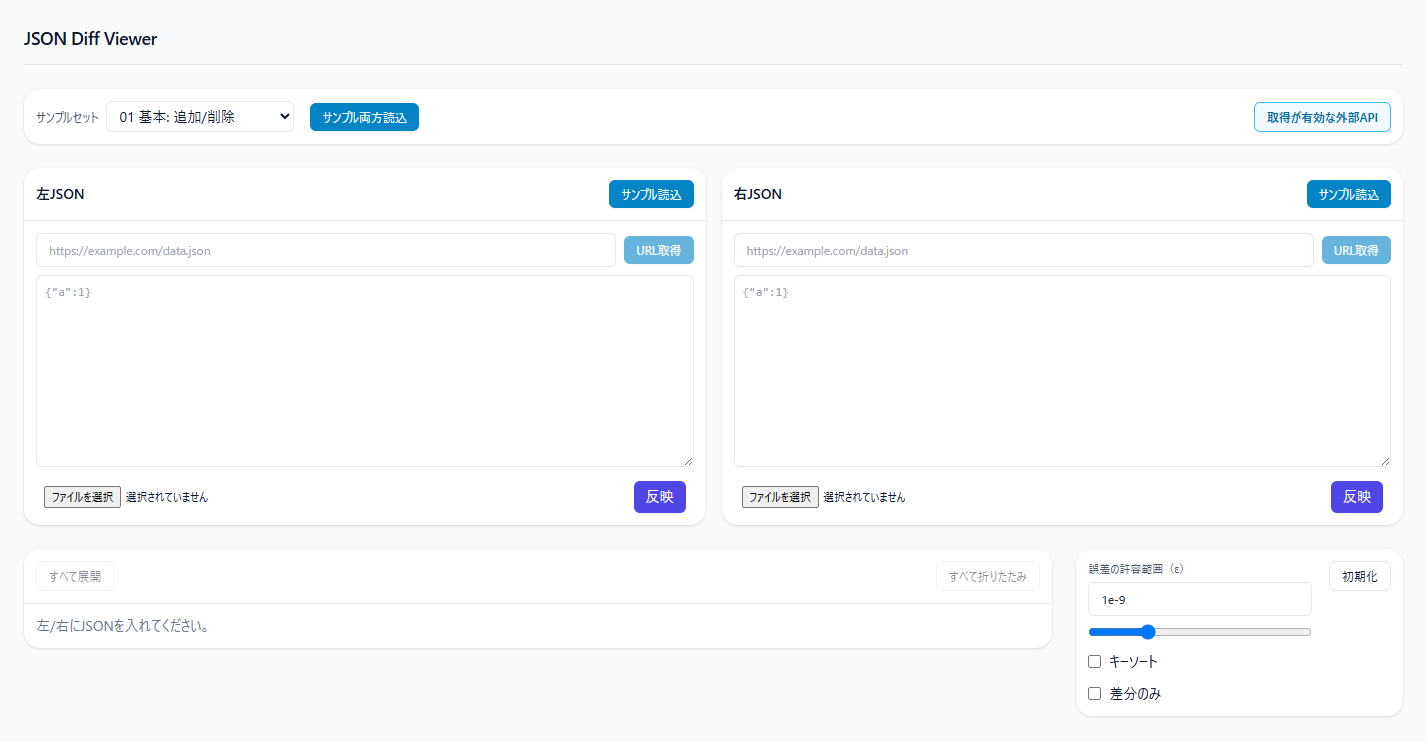 JSON Diff Viewer
サンプルセット 01 基本: 追加/削除 サンプル両方読込 取得が有効な外部API
左JSON サンプル読込
https://example.com/data.json URL取得
{"a":1}
ファイルを選択 選択されていません 反映
右JSON サンプル読込
https://example.com/data.json URL取得
{"a":1}
ファイルを選択 選択されていません 反映
すべて展開 すべて折りたたみ
左/右にJSONを入れてください。
誤差の許容範囲（ε） 初期化
1e-9
キーソート
差分のみ